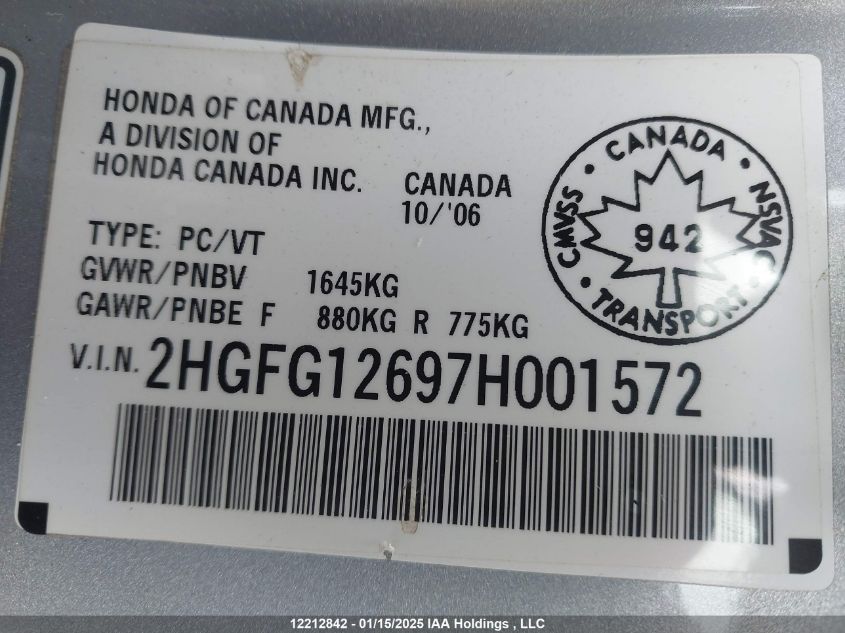 HONDA OF CANADA MFG.,
A DIVISION OF
HONDA CANADA INC. CANADA
10/'06
TYPE: PC/VT
GVWR/PNBV 1645KG
GAWR/PNBE F 880KG R 775KG
V.I.N. 2HGFG12697H001572
• CANADA •
CMVSS
942
NSVAC
• TRANSPORT •
12212842 - 01/15/2025 IAA Holdings , LLC